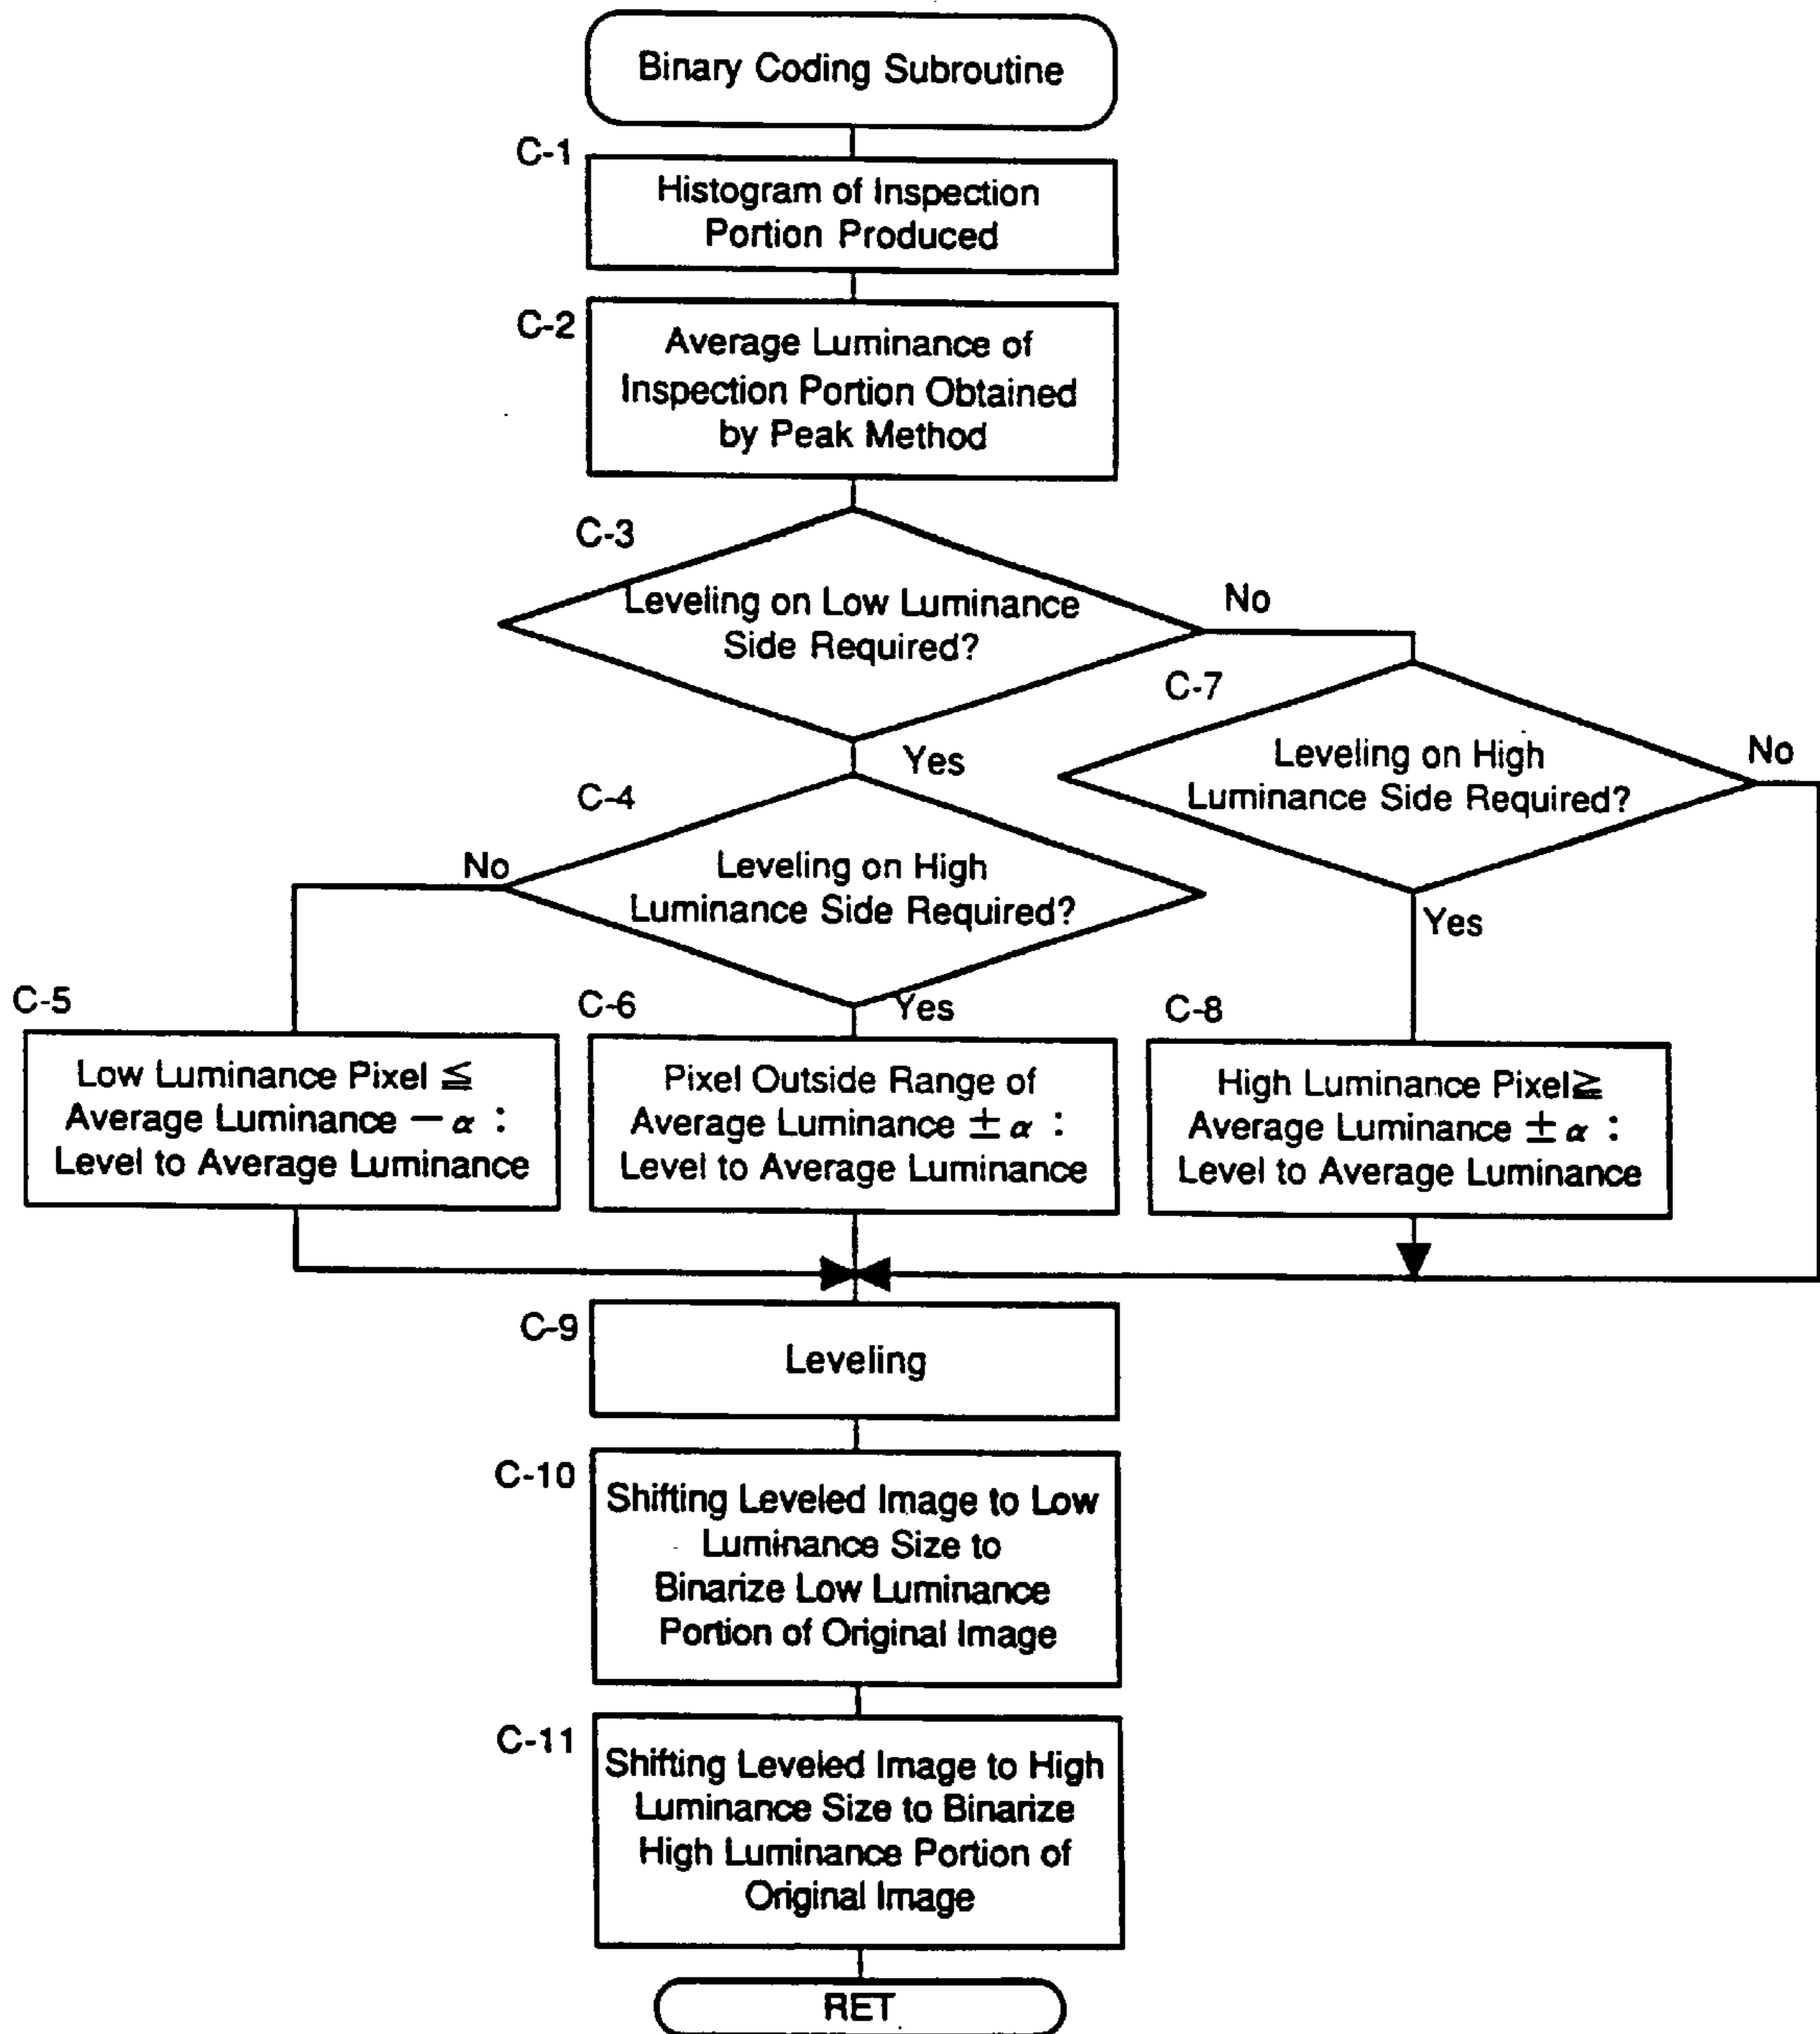 Binary Coding Subroutine
C-1
Histogram of Inspection
Portion Produced
C-2
Average Luminance of
Inspection Portion Obtained
by Peak Method
C-3
Leveling on Low Luminance
Side Required?
No
Yes
C-7
Leveling on High
Luminance Side Required?
No
Yes
C-4
Leveling on High
Luminance Side Required?
No
Yes
C-5
Low Luminance Pixel ≦
Average Luminance − α :
Level to Average Luminance
C-6
Pixel Outside Range of
Average Luminance ± α :
Level to Average Luminance
C-8
High Luminance Pixel≧
Average Luminance ± α :
Level to Average Luminance
C-9
Leveling
C-10
Shifting Leveled Image to Low
Luminance Size to
Binarize Low Luminance
Portion of Original Image
C-11
Shifting Leveled Image to High
Luminance Size to Binarize
High Luminance Portion of
Original Image
RET